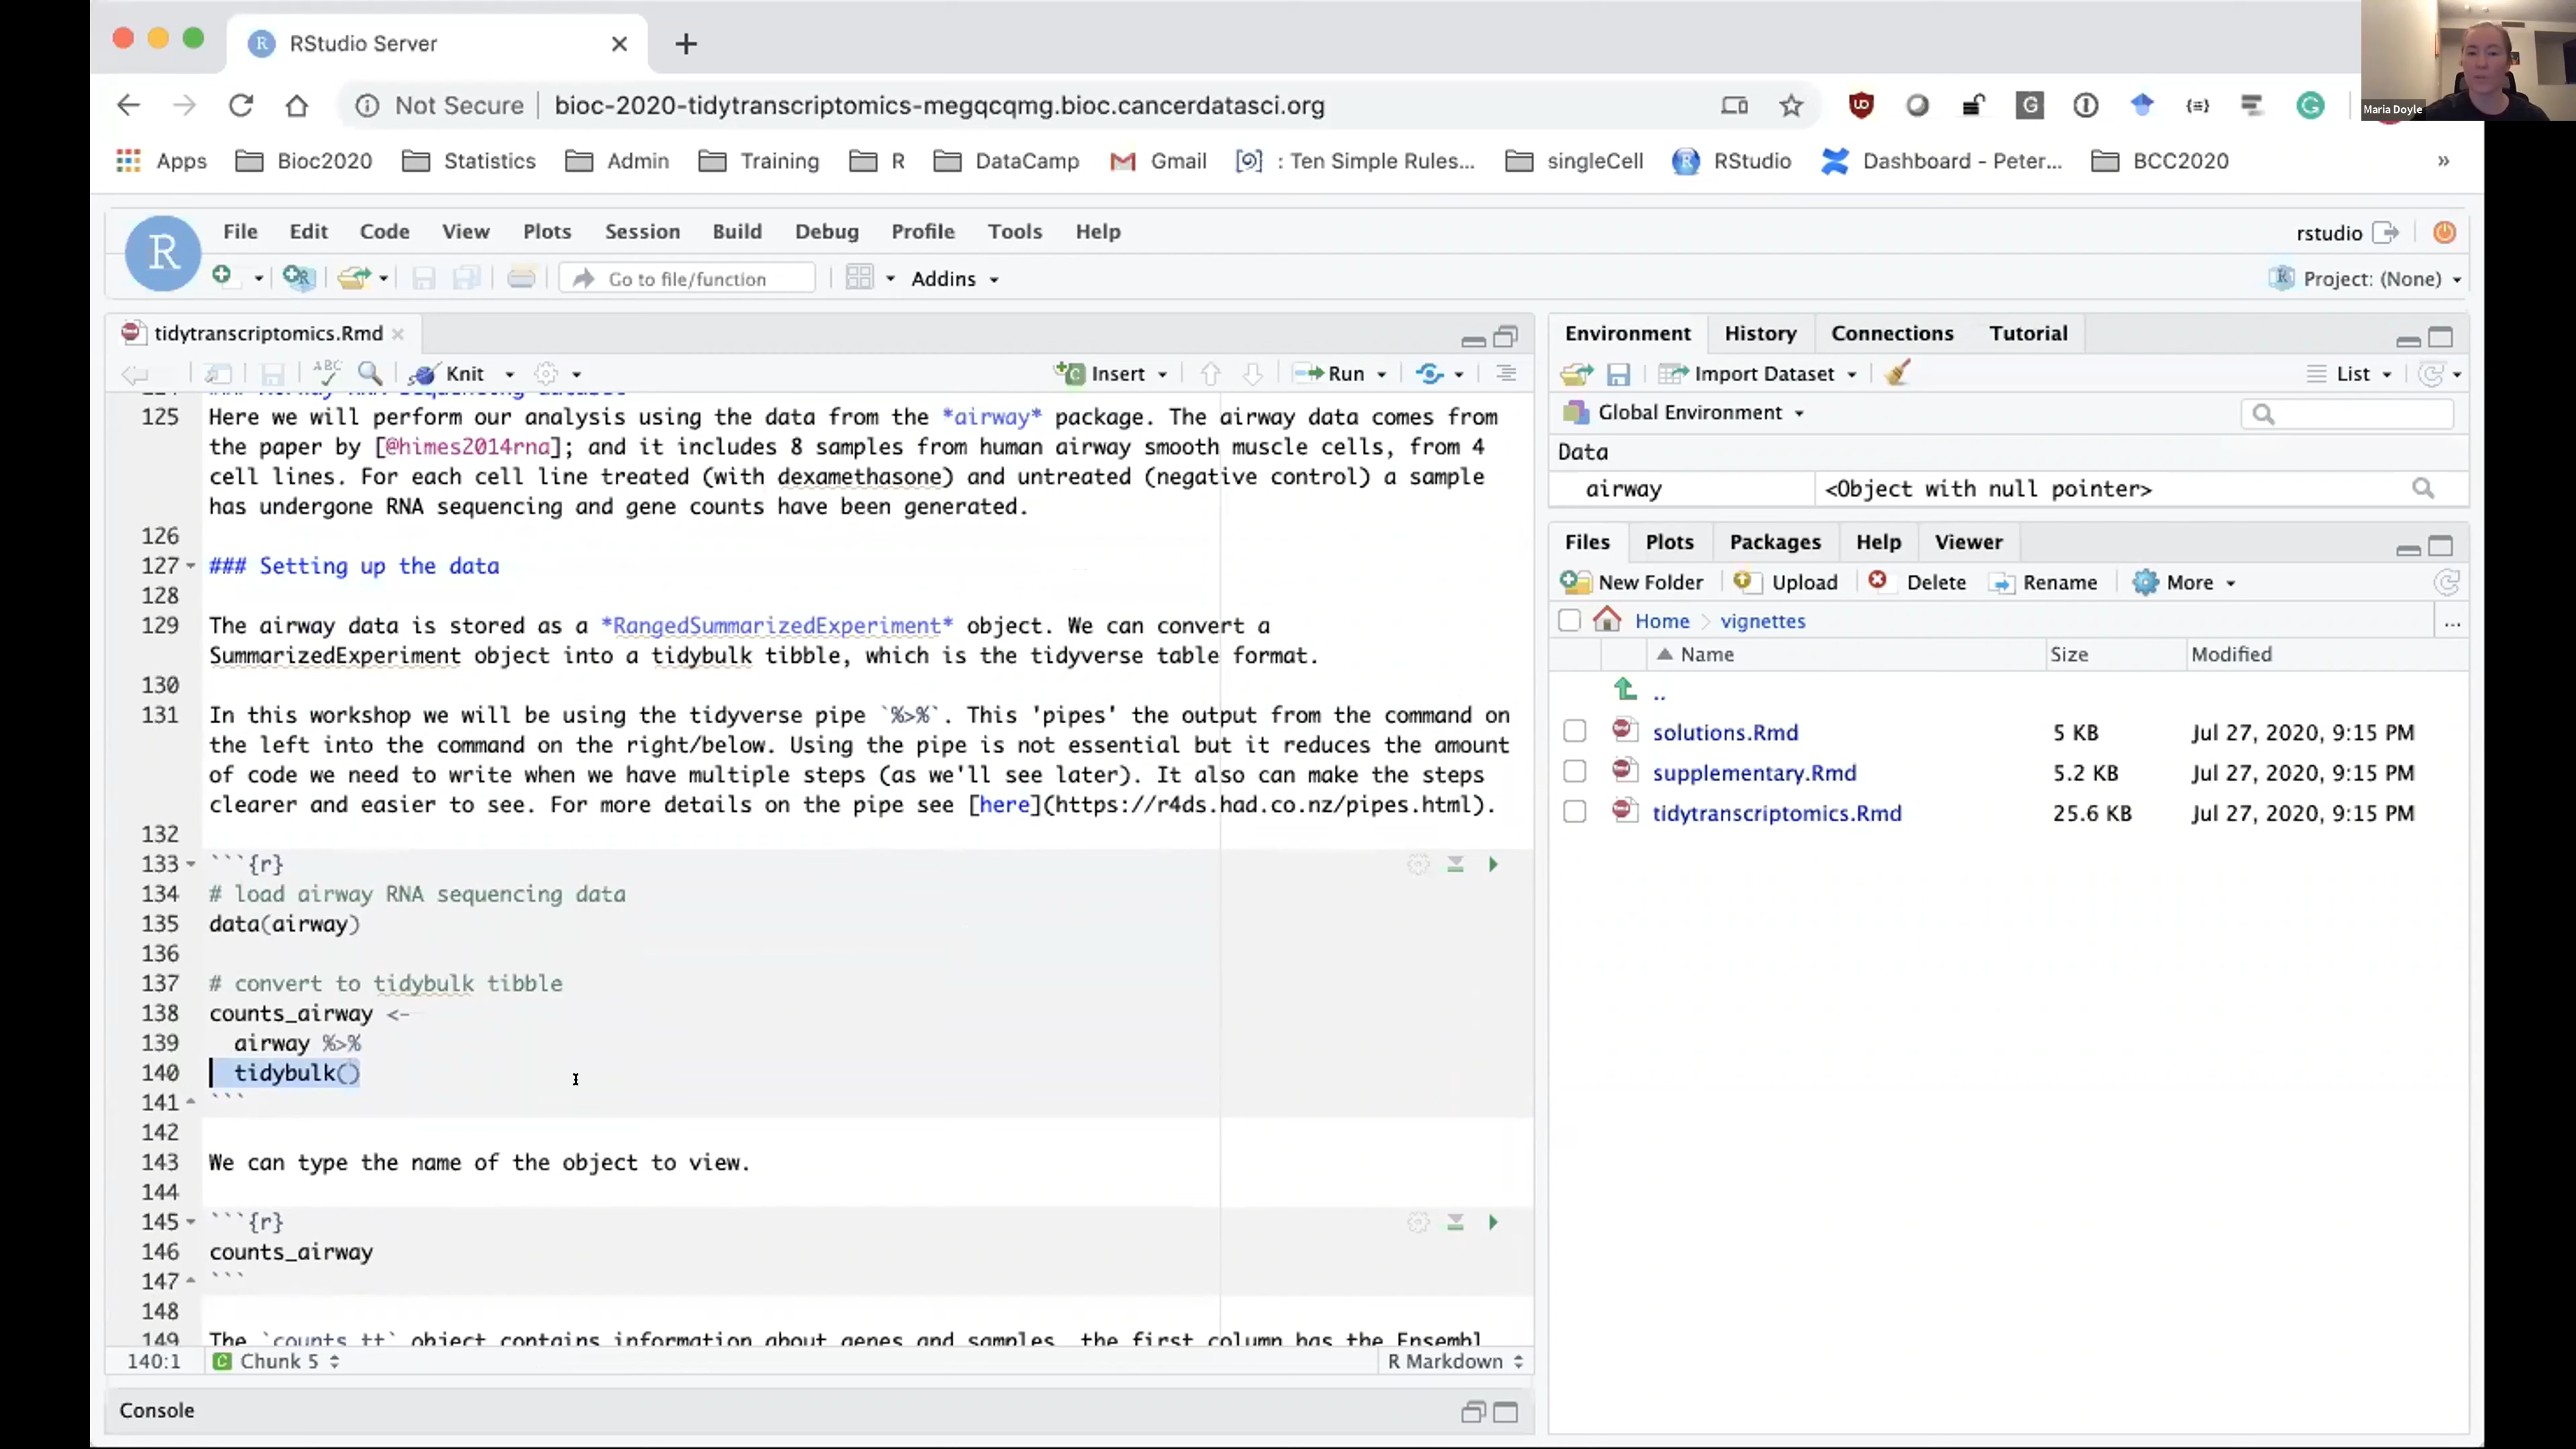 RStudio Server
Not Secure bioc-2020-tidytranscriptomics-megqcqmg.bioc.cancerdatasci.org
Maria Doyle
Apps Bioc2020 Statistics Admin Training R DataCamp Gmail : Ten Simple Rules... singleCell RStudio Dashboard - Peter... BCC2020 »
File Edit Code View Plots Session Build Debug Profile Tools Help
rstudio
Go to file/function Addins
Project: (None)
tidytranscriptomics.Rmd
ABC Knit Insert Run
125 Here we will perform our analysis using the data from the *airway* package. The airway data comes from
the paper by [@himes2014rna]; and it includes 8 samples from human airway smooth muscle cells, from 4
cell lines. For each cell line treated (with dexamethasone) and untreated (negative control) a sample
has undergone RNA sequencing and gene counts have been generated.
126
127 ### Setting up the data
128
129 The airway data is stored as a *RangedSummarizedExperiment* object. We can convert a
SummarizedExperiment object into a tidybulk tibble, which is the tidyverse table format.
130
131 In this workshop we will be using the tidyverse pipe `%>%`. This 'pipes' the output from the command on
the left into the command on the right/below. Using the pipe is not essential but it reduces the amount
of code we need to write when we have multiple steps (as we'll see later). It also can make the steps
clearer and easier to see. For more details on the pipe see [here](https://r4ds.had.co.nz/pipes.html).
132
133 ```{r}
134 # load airway RNA sequencing data
135 data(airway)
136
137 # convert to tidybulk tibble
138 counts_airway <-
139 airway %>%
140 tidybulk()
141 ```
142
143 We can type the name of the object to view.
144
145 ```{r}
146 counts_airway
147 ```
148
149 The `counts_tt` object contains information about genes and samples, the first column has the Ensembl
140:1 Chunk 5 R Markdown
Console
Environment History Connections Tutorial
Import Dataset List
Global Environment
Data
airway <Object with null pointer>
Files Plots Packages Help Viewer
New Folder Upload Delete Rename More
Home > vignettes ...
Name Size Modified
..
solutions.Rmd 5 KB Jul 27, 2020, 9:15 PM
supplementary.Rmd 5.2 KB Jul 27, 2020, 9:15 PM
tidytranscriptomics.Rmd 25.6 KB Jul 27, 2020, 9:15 PM